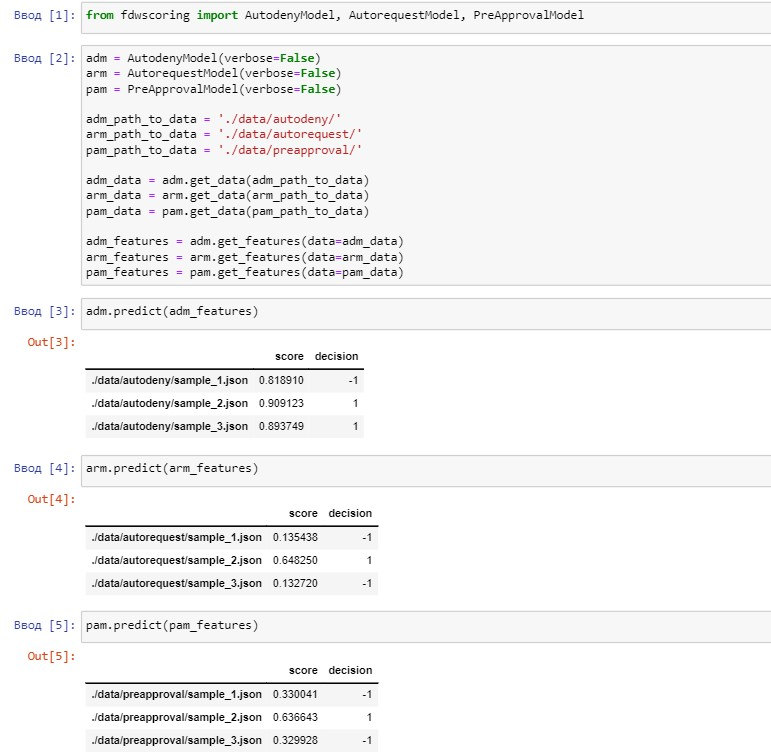 Ввод [1]: from fdwscoring import AutodenyModel, AutorequestModel, PreApprovalModel
Ввод [2]: adm = AutodenyModel(verbose=False)
arm = AutorequestModel(verbose=False)
pam = PreApprovalModel(verbose=False)
adm_path_to_data = './data/autodeny/'
arm_path_to_data = './data/autorequest/'
pam_path_to_data = './data/preapproval/'
adm_data = adm.get_data(adm_path_to_data)
arm_data = arm.get_data(arm_path_to_data)
pam_data = pam.get_data(pam_path_to_data)
adm_features = adm.get_features(data=adm_data)
arm_features = arm.get_features(data=arm_data)
pam_features = pam.get_features(data=pam_data)
Ввод [3]: adm.predict(adm_features)
Out[3]:
score decision
./data/autodeny/sample_1.json 0.818910 -1
./data/autodeny/sample_2.json 0.909123 1
./data/autodeny/sample_3.json 0.893749 1
Ввод [4]: arm.predict(arm_features)
Out[4]:
score decision
./data/autorequest/sample_1.json 0.135438 -1
./data/autorequest/sample_2.json 0.648250 1
./data/autorequest/sample_3.json 0.132720 -1
Ввод [5]: pam.predict(pam_features)
Out[5]:
score decision
./data/preapproval/sample_1.json 0.330041 -1
./data/preapproval/sample_2.json 0.636643 1
./data/preapproval/sample_3.json 0.329928 -1